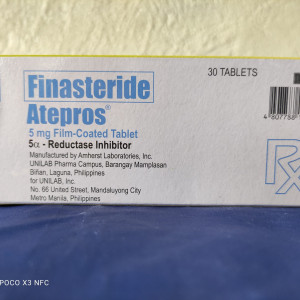 30 TABLETS
Finasteride
Atepros®
5 mg Film-Coated Tablet
5α - Reductase Inhibitor
Manufactured by Amherst Laboratories, Inc.
UNILAB Pharma Campus, Barangay Mamplasan
Biñan, Laguna, Philippines
for UNILAB, Inc.
No. 66 United Street, Mandaluyong City
Metro Manila, Philippines
4 807788
Rx
POCO X3 NFC